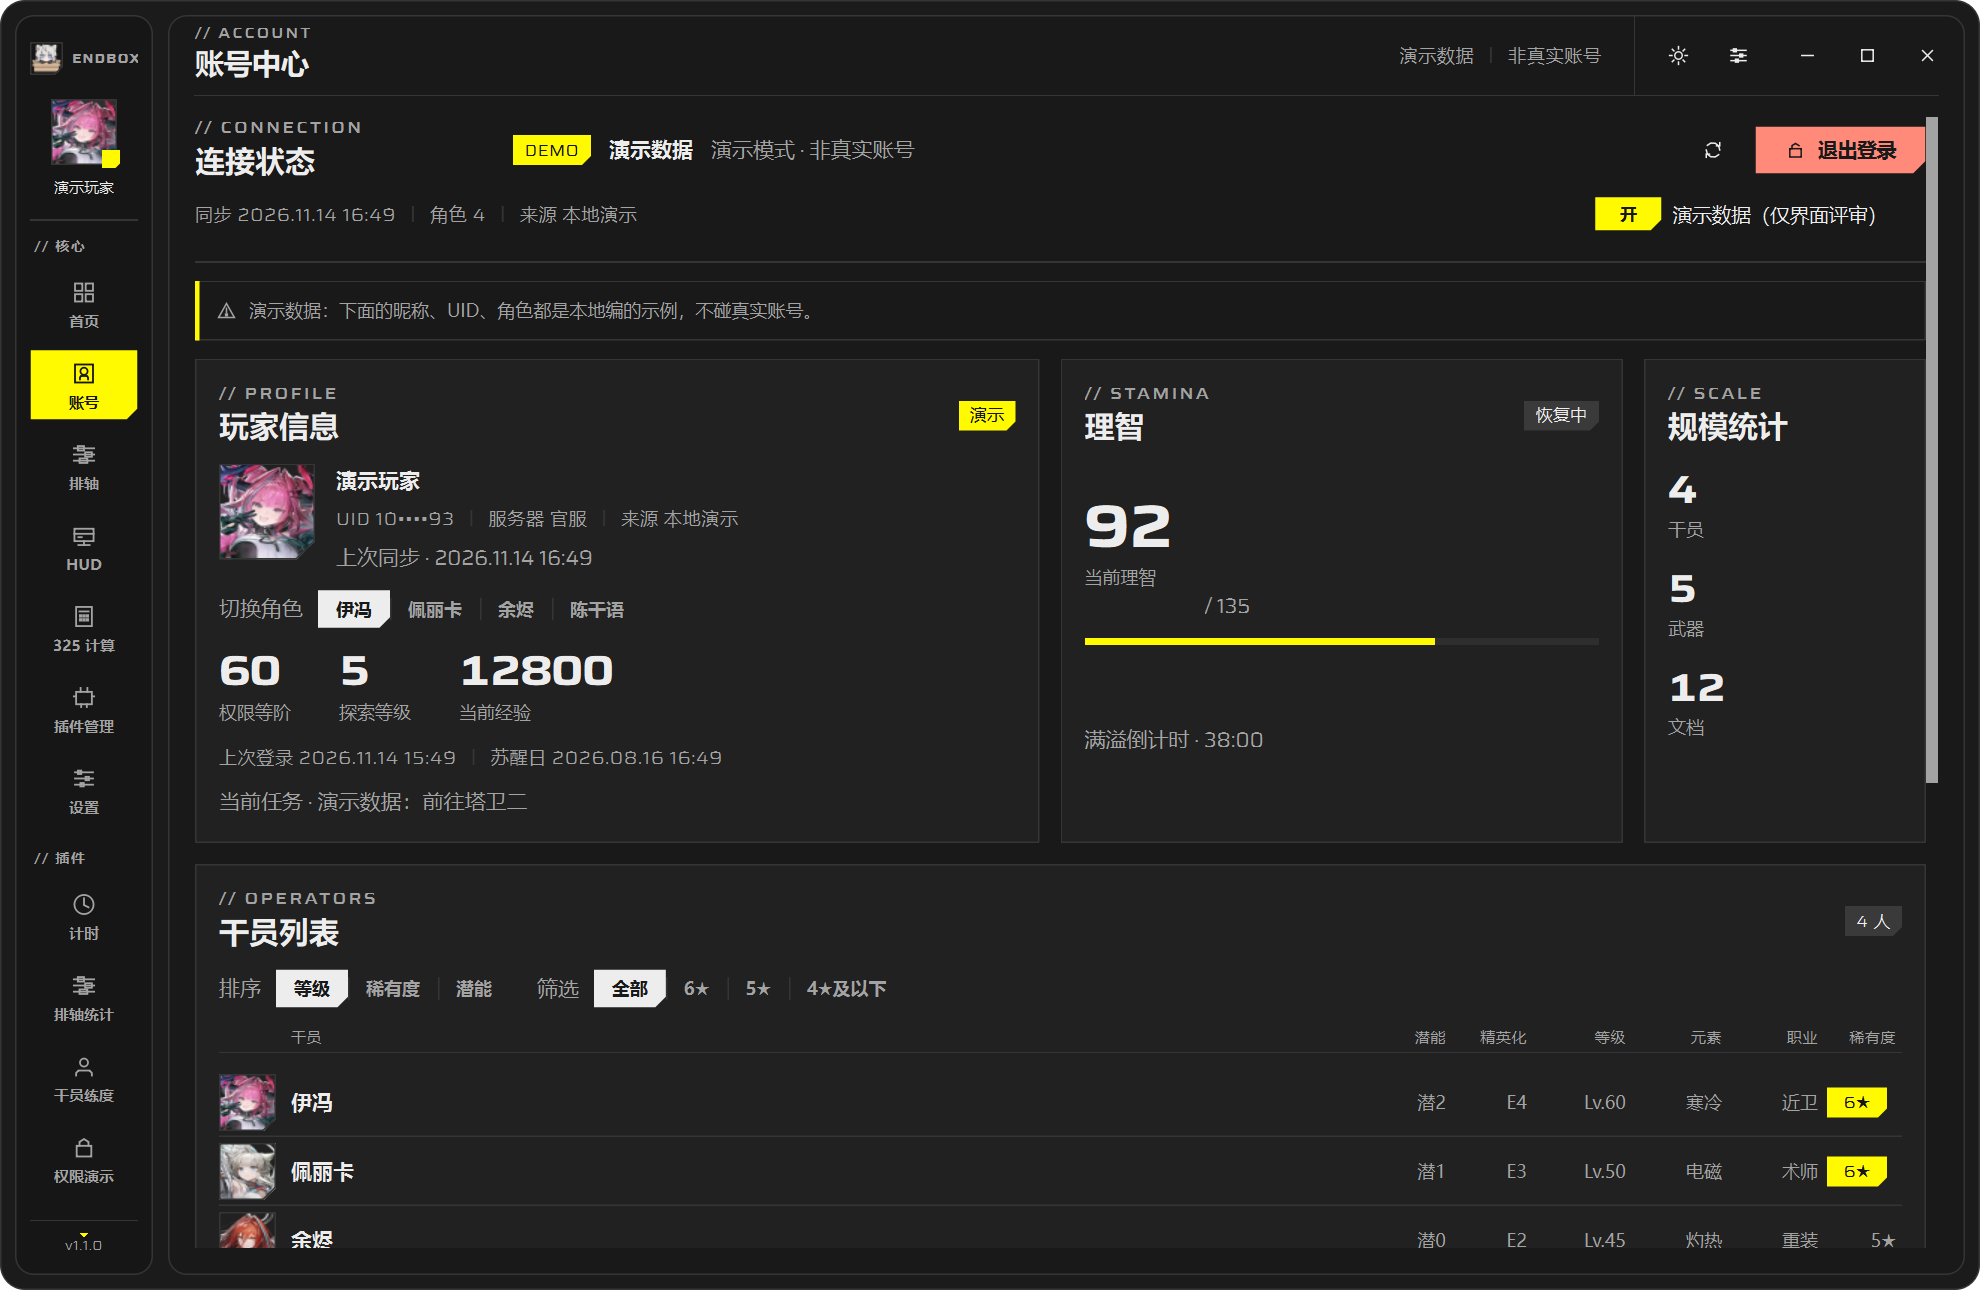 ENDBOX
演示玩家
// 核心
首页
账号
排轴
HUD
325 计算
插件管理
设置
// 插件
计时
排轴统计
干员练度
权限演示
v1.1.0
// ACCOUNT
账号中心
演示数据 非真实账号
// CONNECTION
连接状态
DEMO 演示数据 演示模式 · 非真实账号
退出登录
同步 2026.11.14 16:49 角色 4 来源 本地演示
开 演示数据（仅界面评审）
演示数据：下面的昵称、UID、角色都是本地编的示例，不碰真实账号。
// PROFILE
玩家信息
演示
演示玩家
UID 10••••93 服务器 官服 来源 本地演示
上次同步 · 2026.11.14 16:49
切换角色 伊冯 佩丽卡 余烬 陈千语
60 5 12800
权限等阶 探索等级 当前经验
上次登录 2026.11.14 15:49 苏醒日 2026.08.16 16:49
当前任务 · 演示数据：前往塔卫二
// STAMINA
理智
恢复中
92
当前理智
/ 135
满溢倒计时 · 38:00
// SCALE
规模统计
4
干员
5
武器
12
文档
// OPERATORS
干员列表
4 人
排序 等级 稀有度 潜能 筛选 全部 6★ 5★ 4★及以下
干员 潜能 精英化 等级 元素 职业 稀有度
伊冯 潜2 E4 Lv.60 寒冷 近卫 6★
佩丽卡 潜1 E3 Lv.50 电磁 术师 6★
余烬 潜0 E2 Lv.45 灼热 重装 5★